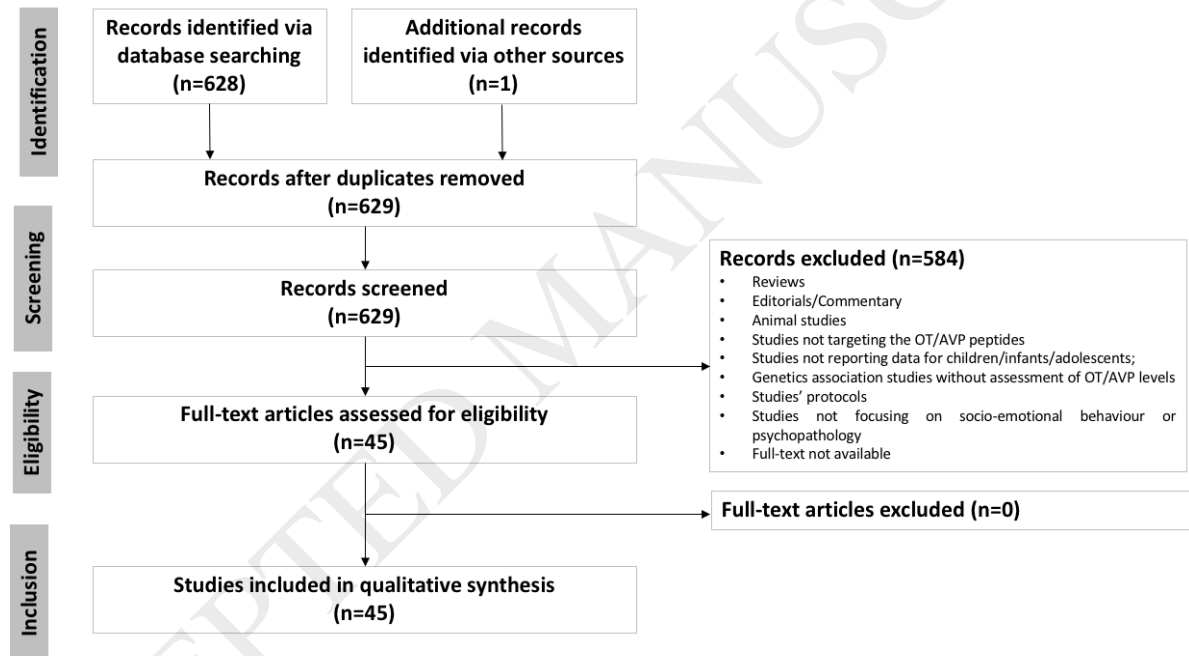 Identification
Records identified via
database searching
(n=628)
Additional records
identified via other sources
(n=1)
Records after duplicates removed
(n=629)
Screening
Records screened
(n=629)
Records excluded (n=584)
• Reviews
• Editorials/Commentary
• Animal studies
• Studies not targeting the OT/AVP peptides
• Studies not reporting data for children/infants/adolescents;
• Genetics association studies without assessment of OT/AVP levels
• Studies' protocols
• Studies not focusing on socio-emotional behaviour or
psychopathology
• Full-text not available
Eligibility
Full-text articles assessed for eligibility
(n=45)
Full-text articles excluded (n=0)
Inclusion
Studies included in qualitative synthesis
(n=45)
EPTED MANUSC